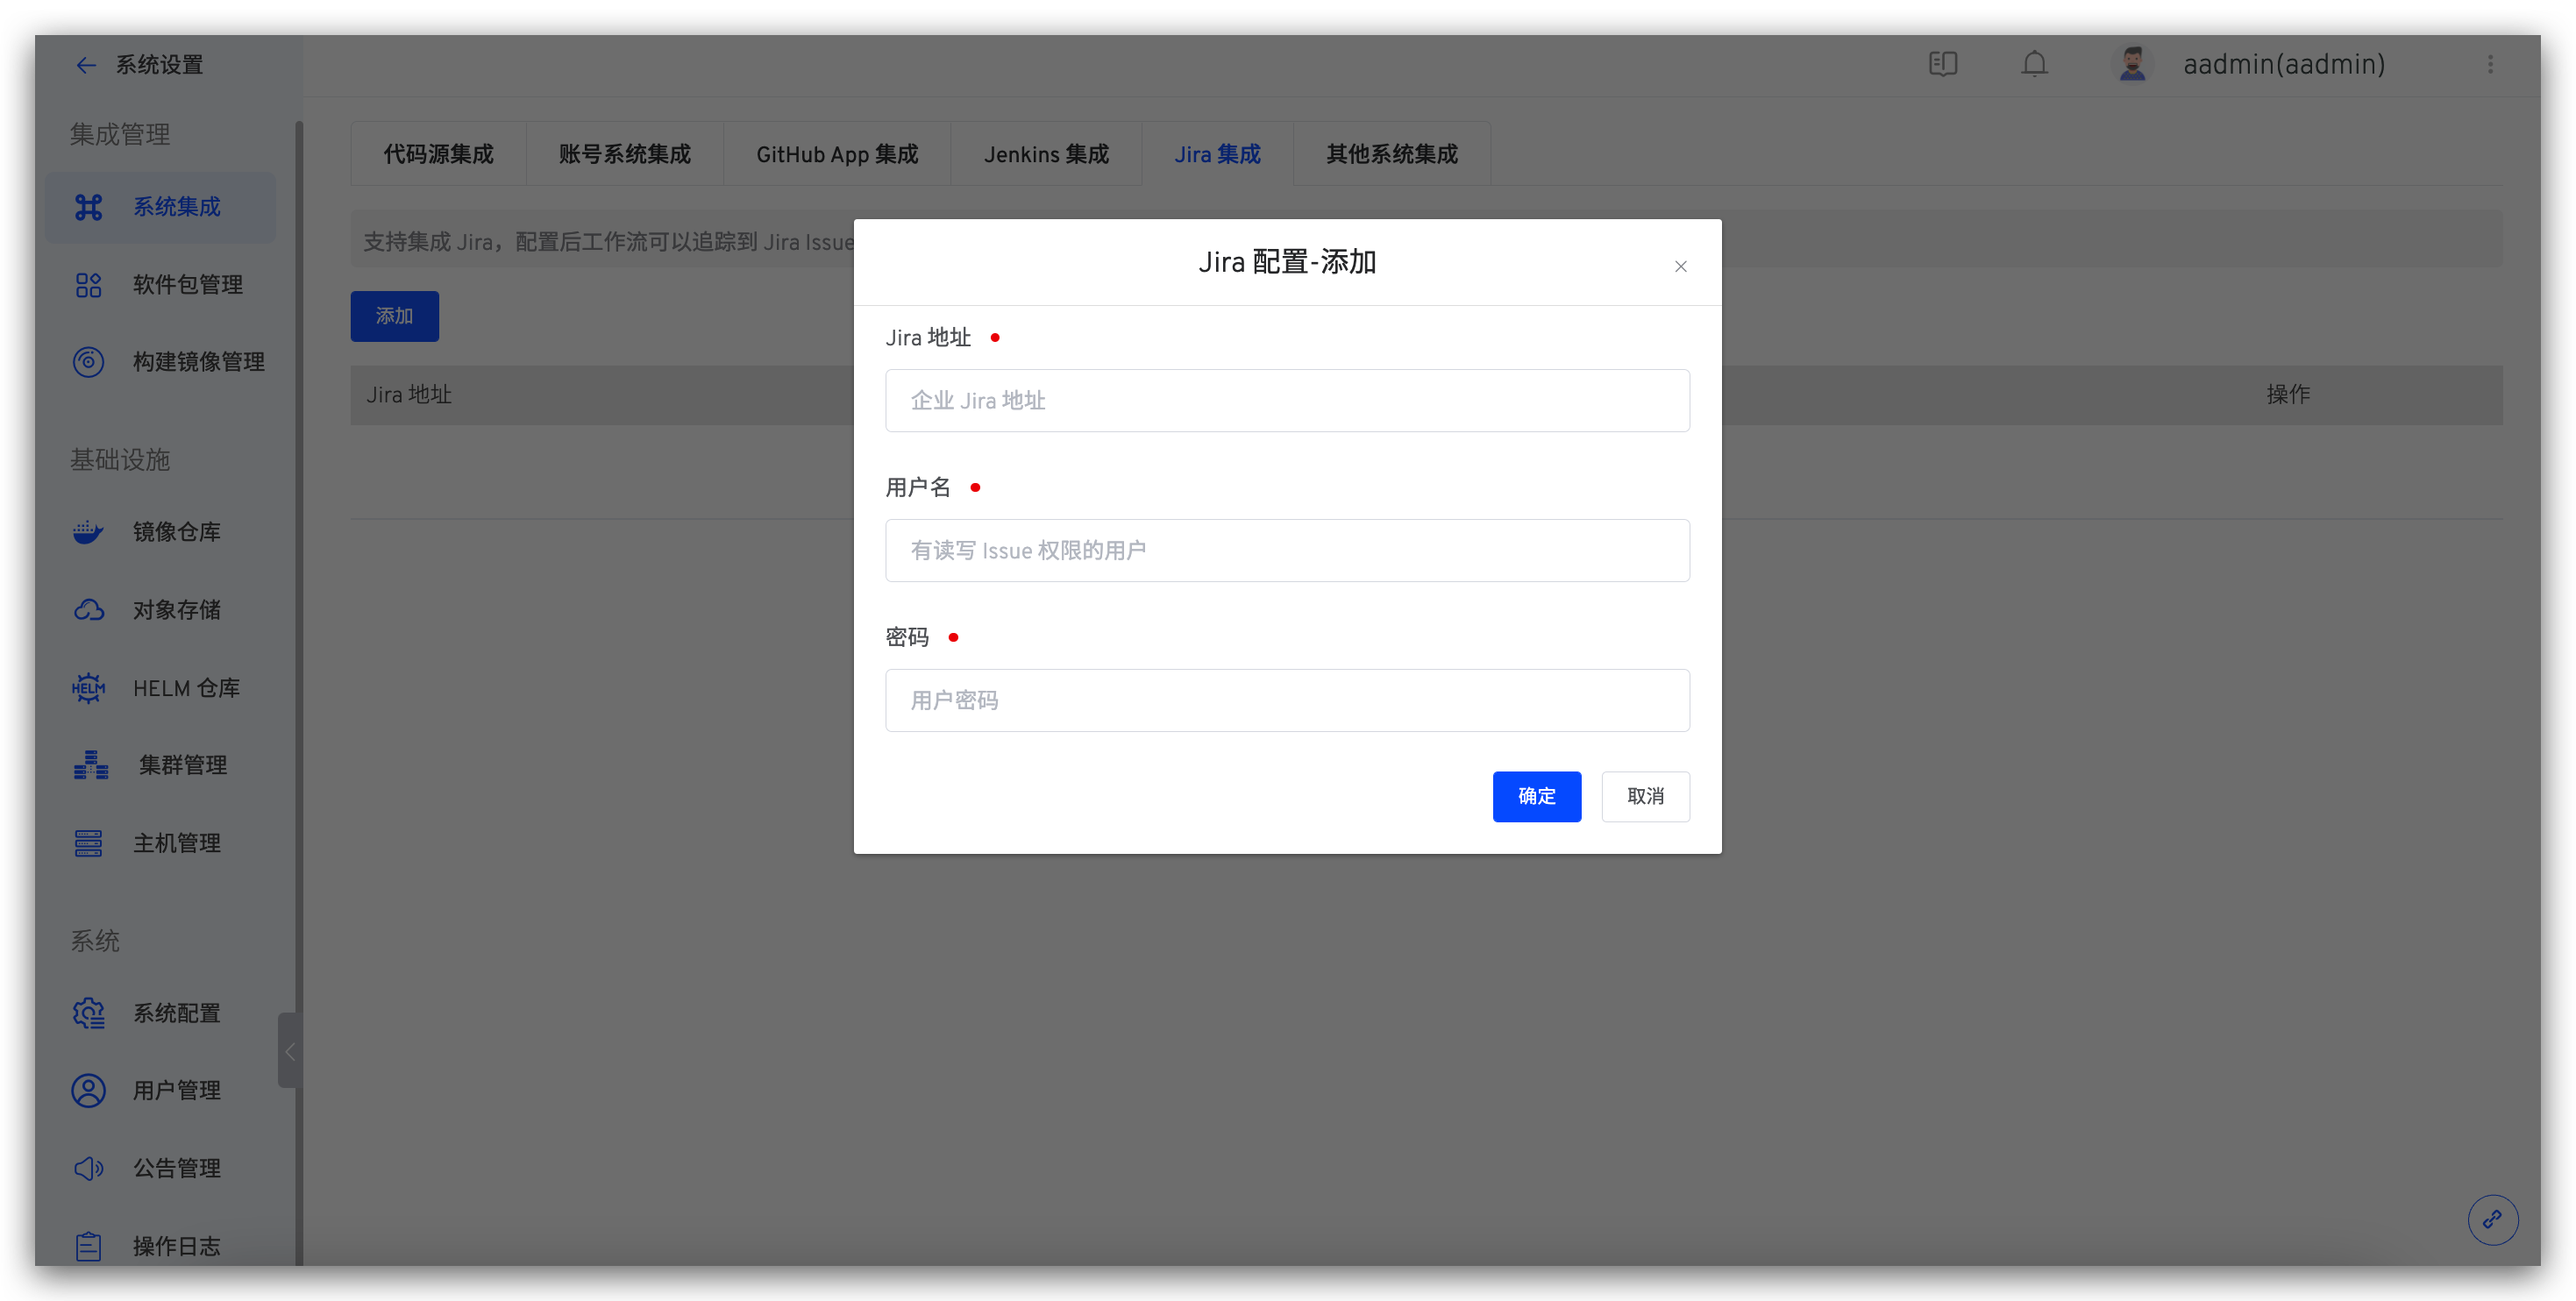 系统设置
aadmin(aadmin)
集成管理
系统集成
软件包管理
构建镜像管理
基础设施
镜像仓库
对象存储
HELM
HELM 仓库
集群管理
主机管理
系统
系统配置
用户管理
公告管理
操作日志
代码源集成
账号系统集成
GitHub App 集成
Jenkins 集成
Jira 集成
其他系统集成
支持集成 Jira，配置后工作流可以追踪到 Jira Issue
添加
Jira 地址
操作
Jira 配置-添加
Jira 地址
企业 Jira 地址
用户名
有读写 Issue 权限的用户
密码
用户密码
确定
取消